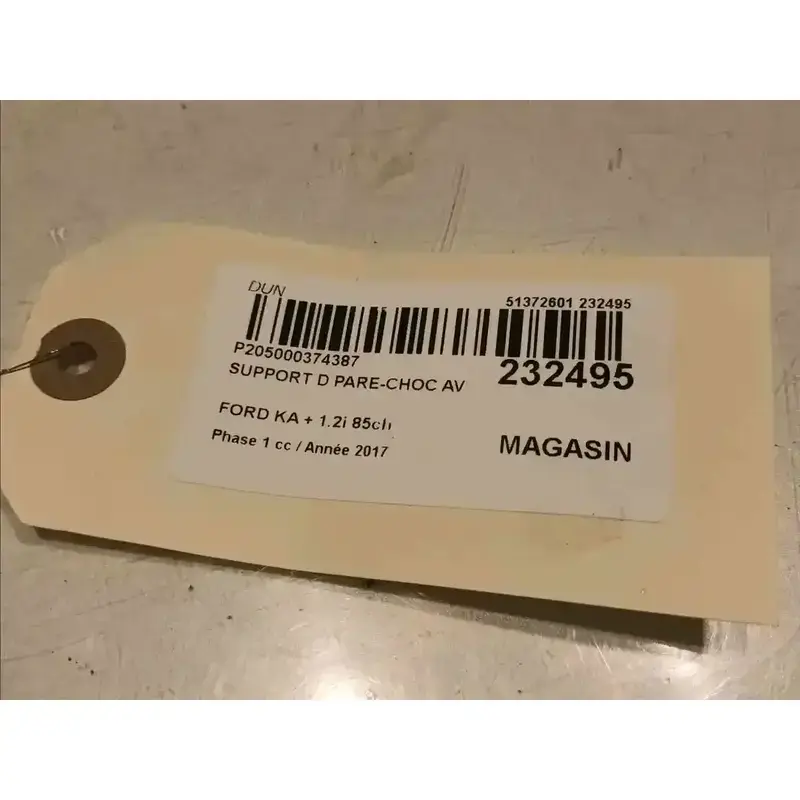 DUN
51372601 232495
P205000374387
232495
SUPPORT D PARE-CHOC AV
FORD KA + 1.2i 85ch
MAGASIN
Phase 1 cc / Année 2017